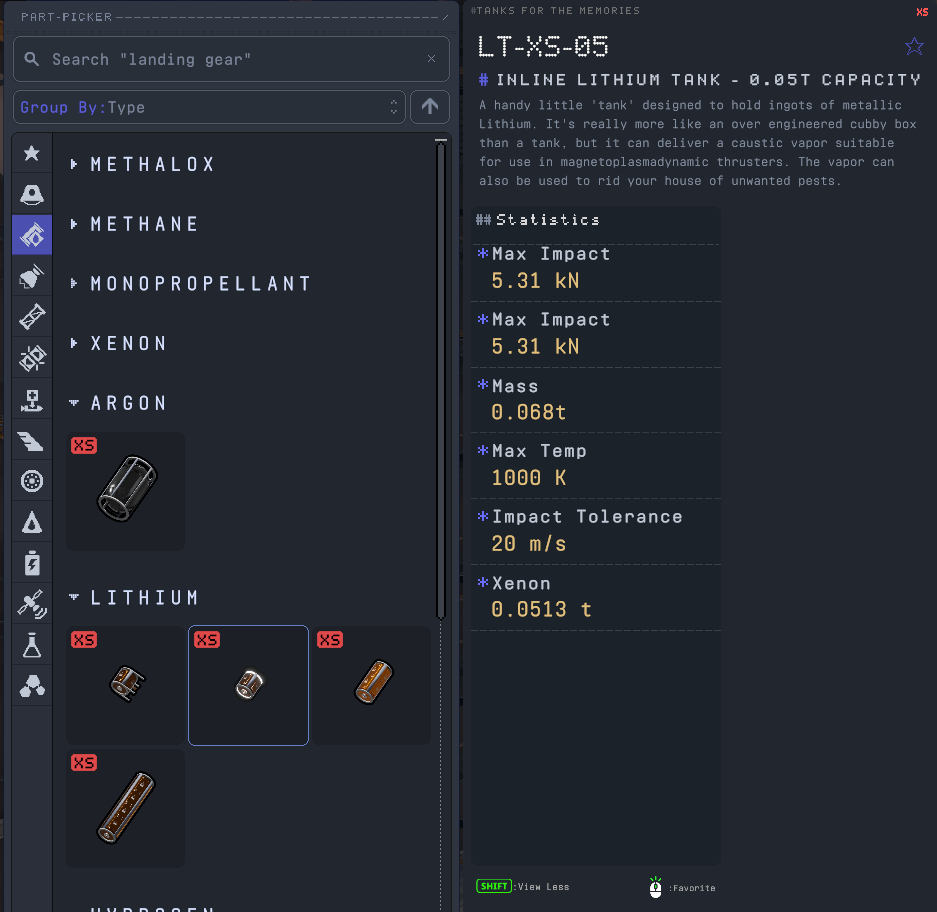 PART-PICKER
Search "landing gear"
Group By:Type
METHALOX
METHANE
MONOPROPELLANT
XENON
ARGON
XS
LITHIUM
XS
XS
XS
XS
HYDROGEN
#TANKS FOR THE MEMORIES
XS
LT-XS-05
# INLINE LITHIUM TANK - 0.05T CAPACITY
A handy little 'tank' designed to hold ingots of metallic
Lithium. It's really more like an over engineered cubby box
than a tank, but it can deliver a caustic vapor suitable
for use in magnetoplasmadynamic thrusters. The vapor can
also be used to rid your house of unwanted pests.
## Statistics
*Max Impact
5.31 kN
*Max Impact
5.31 kN
*Mass
0.068t
*Max Temp
1000 K
*Impact Tolerance
20 m/s
*Xenon
0.0513 t
SHIFT:View Less
:Favorite